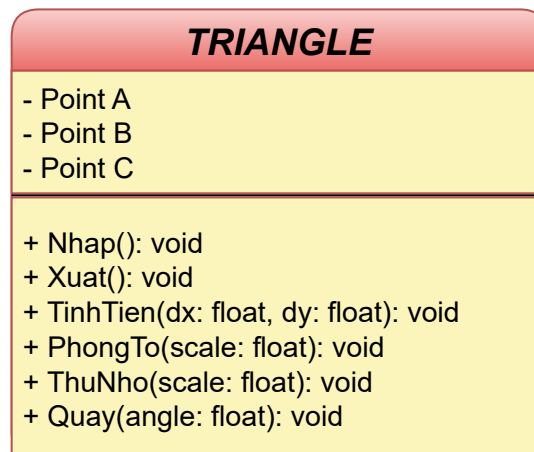 TRIANGLE
- Point A
- Point B
- Point C
+ Nhap(): void
+ Xuat(): void
+ TinhTien(dx: float, dy: float): void
+ PhongTo(scale: float): void
+ ThuNho(scale: float): void
+ Quay(angle: float): void